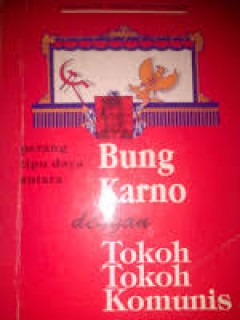 perang
tipu daya
antara
Bung
Karno
dengan
Tokoh
Tokoh
Komunis